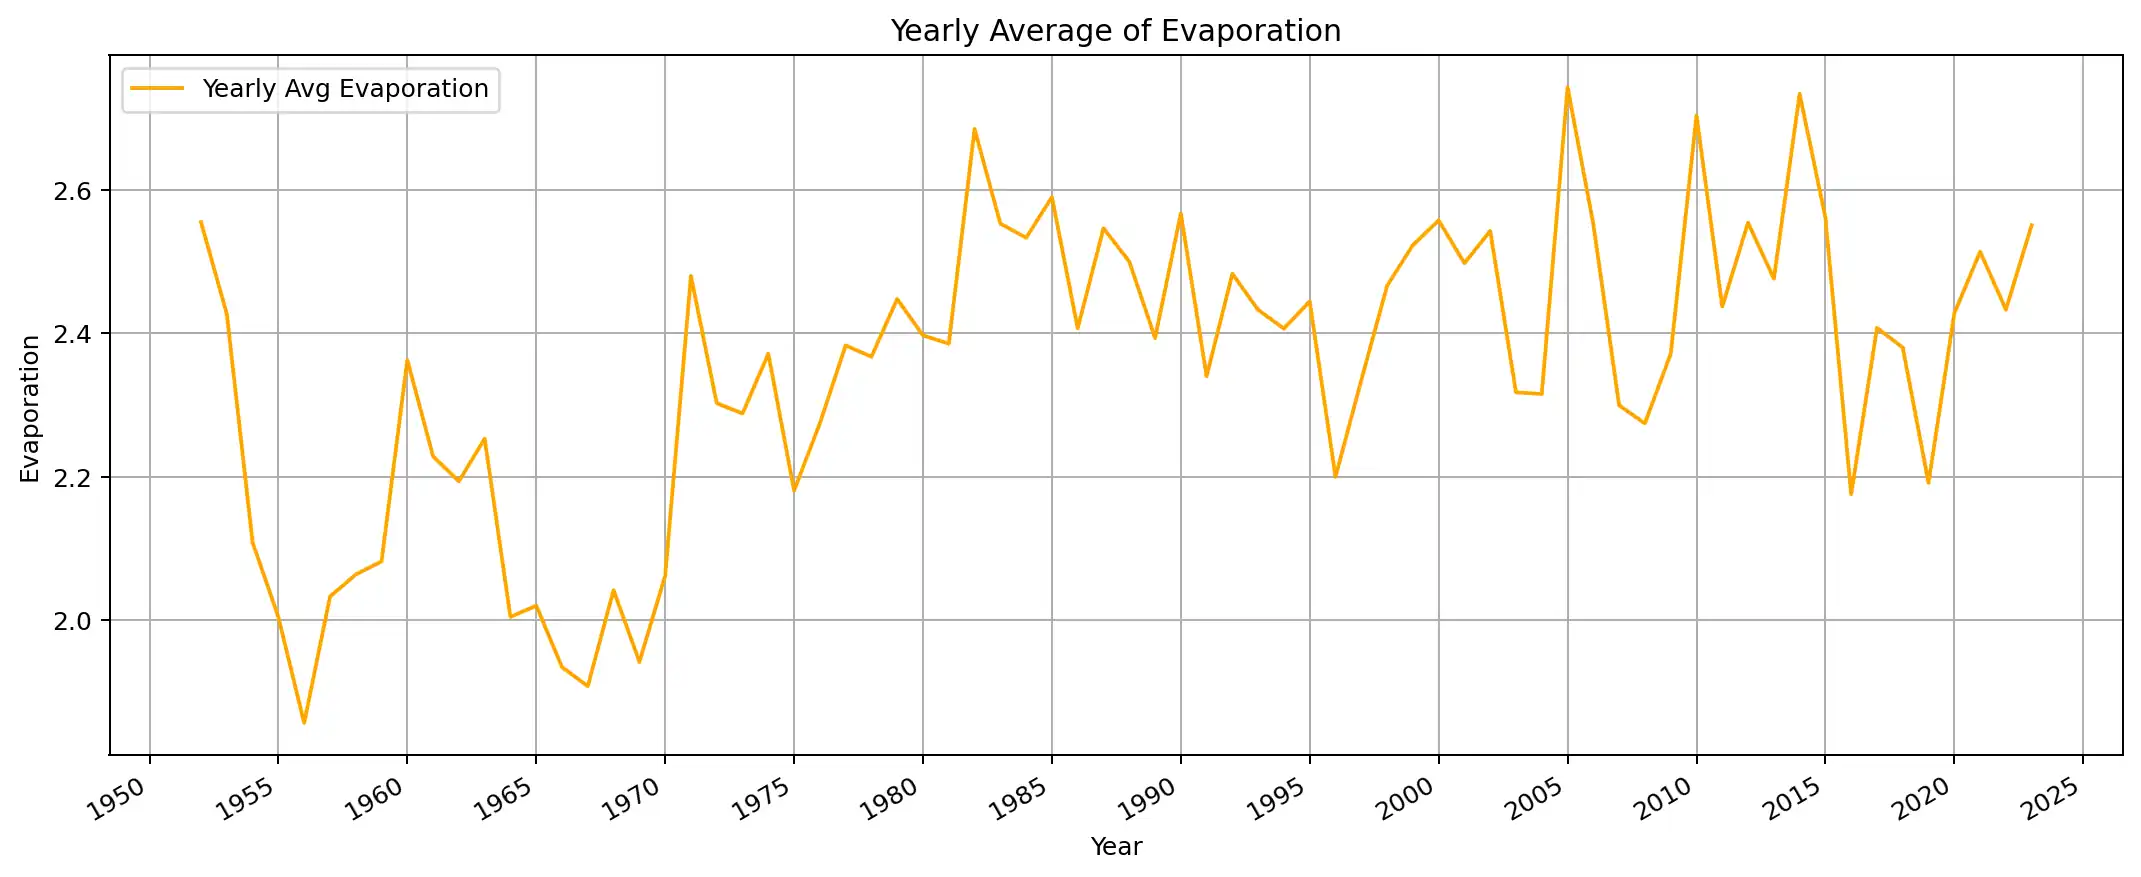 Yearly Average of Evaporation
Yearly Avg Evaporation
2.6
2.4
2.2
2.0
Evaporation
1950 1955 1960 1965 1970 1975 1980 1985 1990 1995 2000 2005 2010 2015 2020 2025
Year